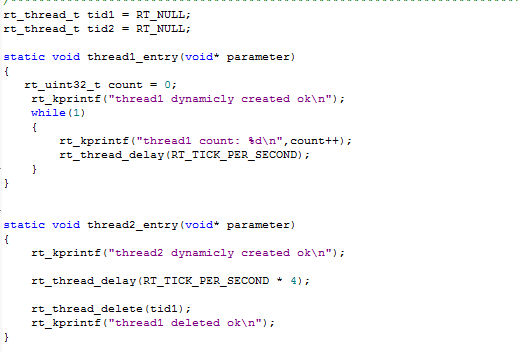 rt_thread_t tid1 = RT_NULL;
rt_thread_t tid2 = RT_NULL;
static void thread1_entry(void* parameter)
{
rt_uint32_t count = 0;
rt_kprintf("thread1 dynamicly created ok\n");
while(1)
{
rt_kprintf("thread1 count: %d\n",count++);
rt_thread_delay(RT_TICK_PER_SECOND);
}
}
static void thread2_entry(void* parameter)
{
rt_kprintf("thread2 dynamicly created ok\n");
rt_thread_delay(RT_TICK_PER_SECOND * 4);
rt_thread_delete(tid1);
rt_kprintf("thread1 deleted ok\n");
}